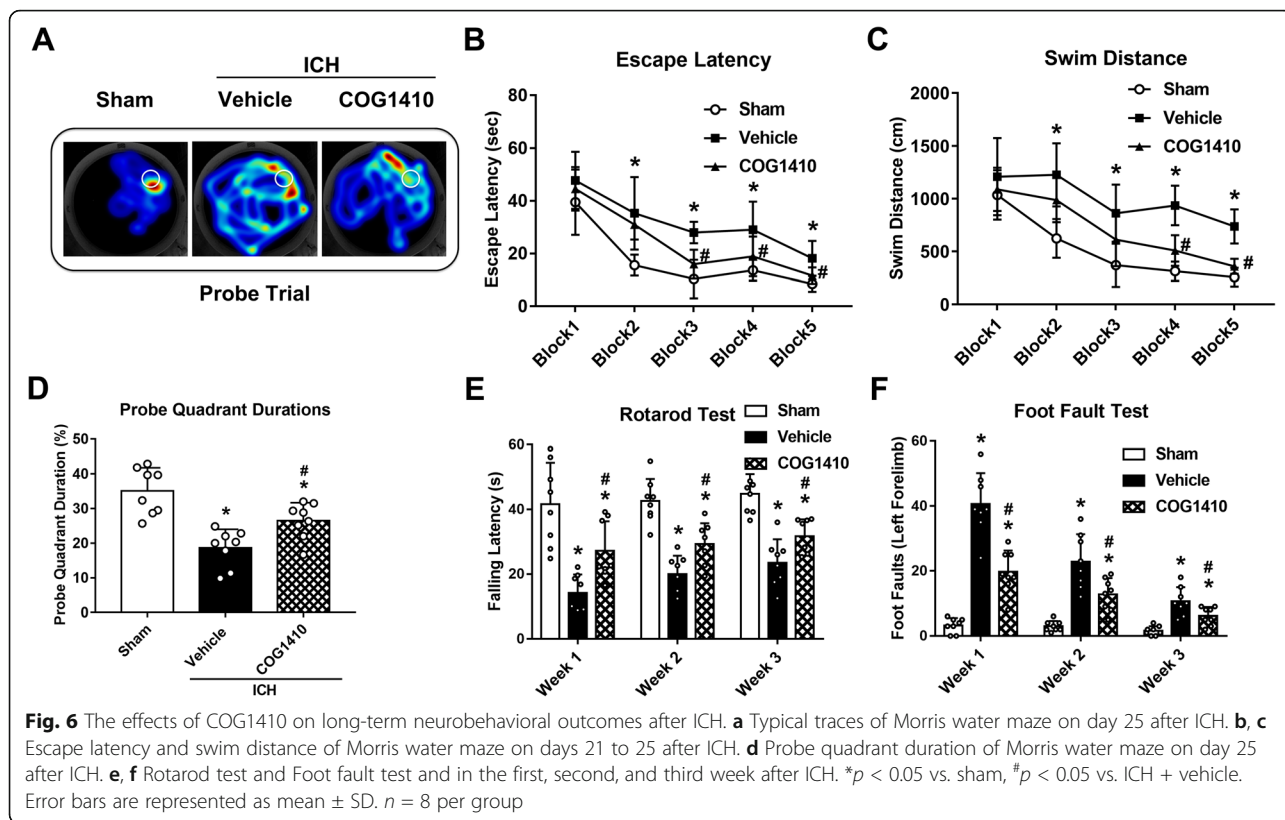 A
ICH
Sham Vehicle COG1410
Probe Trial
B
Escape Latency
Sham
Vehicle
COG1410
Escape Latency (sec)
80
60
40
20
0
* * * *
# # #
Block1 Block2 Block3 Block4 Block5
C
Swim Distance
Sham
Vehicle
COG1410
Swim Distance (cm)
2000
1500
1000
500
0
* * * *
# #
Block1 Block2 Block3 Block4 Block5
D
Probe Quadrant Durations
Probe Quadrant Duration (%)
50
40
30
20
10
0
*
#
*
Sham Vehicle COG1410
ICH
E
Rotarod Test
Sham
Vehicle
COG1410
Falling Latency (s)
60
40
20
0
* # * * # * * # *
Week 1 Week 2 Week 3
F
Foot Fault Test
Sham
Vehicle
COG1410
Foot Faults (Left Forelimb)
60
40
20
0
* # * * # * * # *
Week 1 Week 2 Week 3
Fig. 6 The effects of COG1410 on long-term neurobehavioral outcomes after ICH. a Typical traces of Morris water maze on day 25 after ICH. b, c
Escape latency and swim distance of Morris water maze on days 21 to 25 after ICH. d Probe quadrant duration of Morris water maze on day 25
after ICH. e, f Rotarod test and Foot fault test and in the first, second, and third week after ICH. *p < 0.05 vs. sham, #p < 0.05 vs. ICH + vehicle.
Error bars are represented as mean ± SD. n = 8 per group